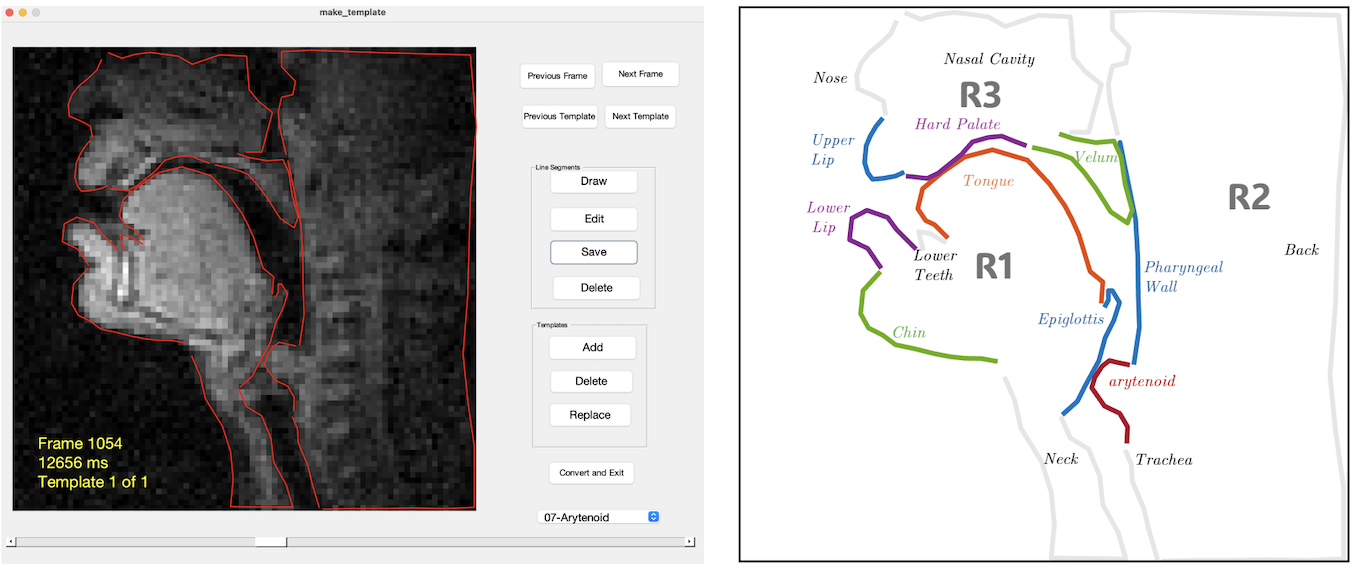 make_template
Previous Frame
Next Frame
Previous Template
Next Template
Line Segments
Draw
Edit
Save
Delete
Templates
Add
Delete
Replace
Convert and Exit
07-Arytenoid
Frame 1054
12656 ms
Template 1 of 1
Nasal Cavity
Nose
R3
Hard Palate
Upper
Lip
Velum
Tongue
R2
Lower
Lip
Lower
Teeth
R1
Back
Pharyngeal
Wall
Epiglottis
Chin
arytenoid
Neck
Trachea